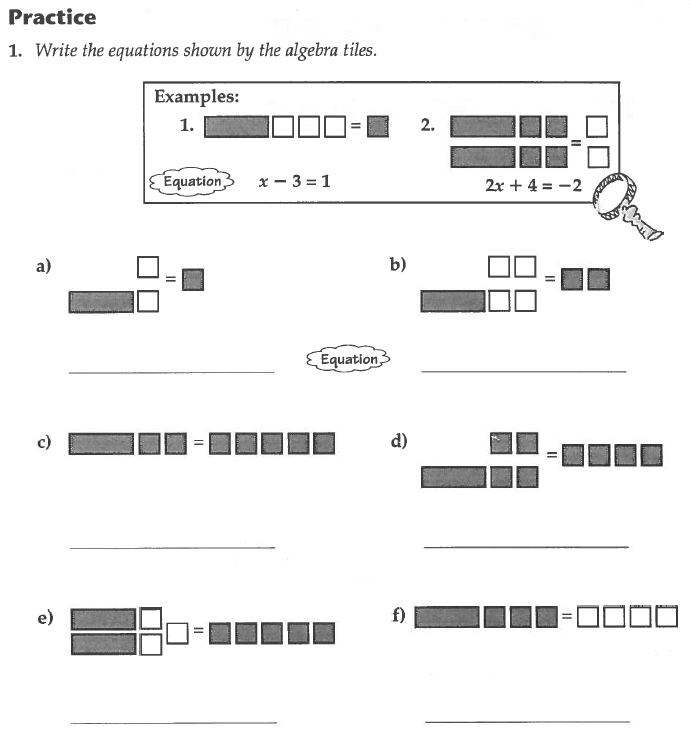 Practice
1. Write the equations shown by the algebra tiles.
Examples:
1. =
2. =
Equation x − 3 = 1
2x + 4 = −2
a) =
b) =
Equation
c) =
d) =
e) =
f) =